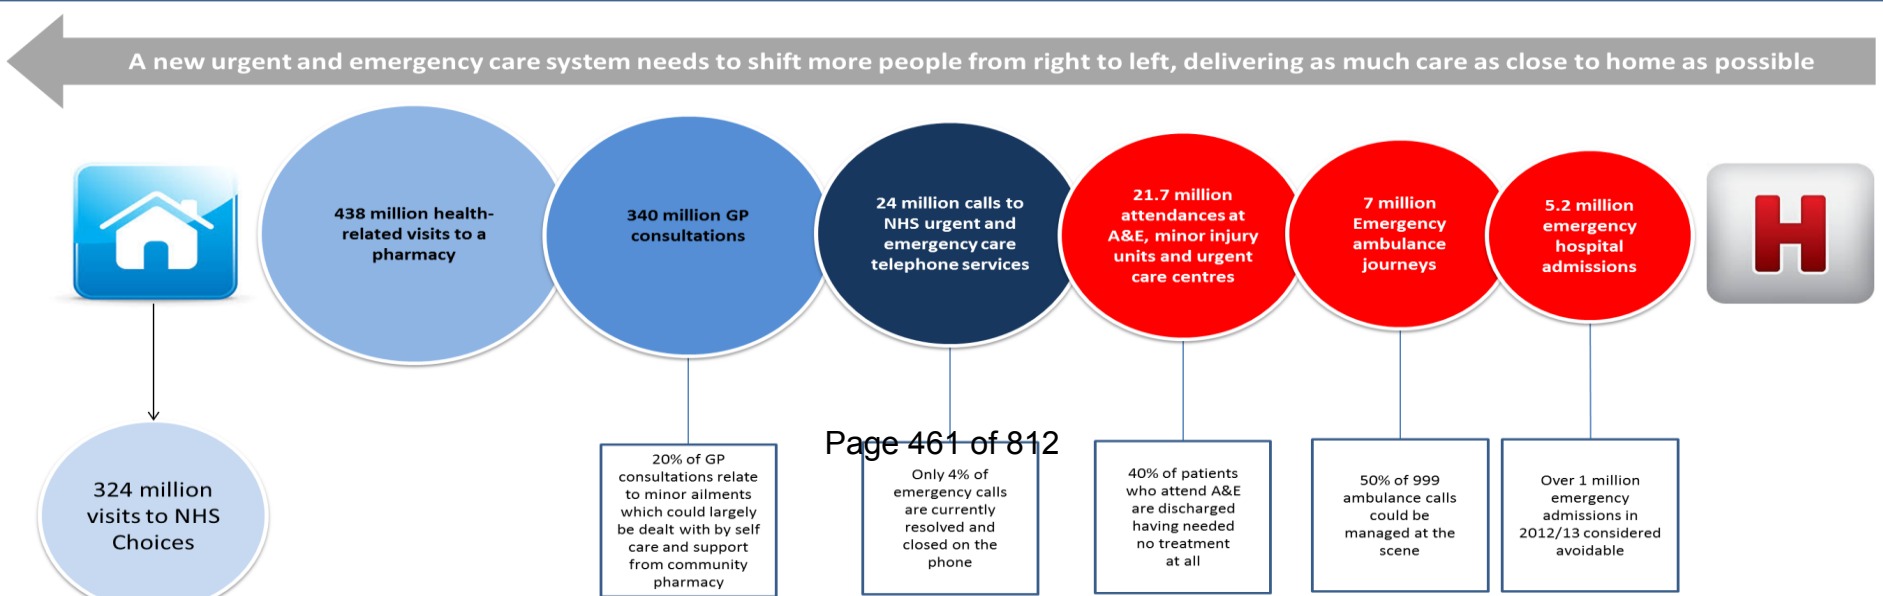 A new urgent and emergency care system needs to shift more people from right to left, delivering as much care as close to home as possible
438 million health-
related visits to a
pharmacy
340 million GP
consultations
24 million calls to
NHS urgent and
emergency care
telephone services
21.7 million
attendances at
A&E, minor injury
units and urgent
care centres
7 million
Emergency
ambulance
journeys
5.2 million
emergency
hospital
admissions
H
324 million
visits to NHS
Choices
20% of GP
consultations relate
to minor ailments
which could largely
be dealt with by self
care and support
from community
pharmacy
Page 461 of 812
Only 4% of
emergency calls
are currently
resolved and
closed on the
phone
40% of patients
who attend A&E
are discharged
having needed
no treatment
at all
50% of 999
ambulance calls
could be
managed at the
scene
Over 1 million
emergency
admissions in
2012/13 considered
avoidable